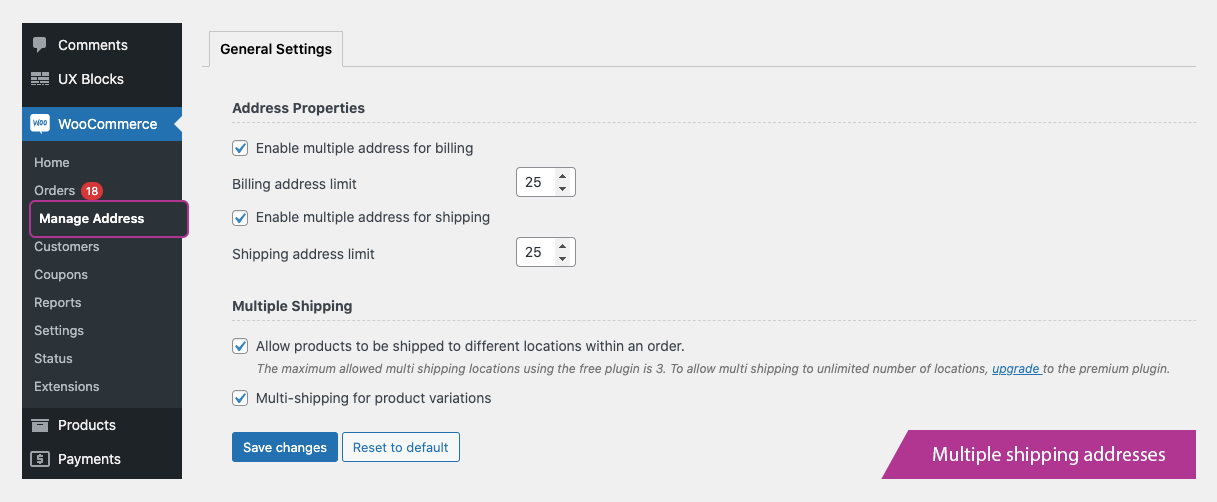 Comments
UX Blocks
Woo WooCommerce
Home
Orders 18
Manage Address
Customers
Coupons
Reports
Settings
Status
Extensions
Products
Payments
General Settings
Address Properties
Enable multiple address for billing
Billing address limit 25
Enable multiple address for shipping
Shipping address limit 25
Multiple Shipping
Allow products to be shipped to different locations within an order.
The maximum allowed multi shipping locations using the free plugin is 3. To allow multi shipping to unlimited number of locations, upgrade to the premium plugin.
Multi-shipping for product variations
Save changes Reset to default
Multiple shipping addresses